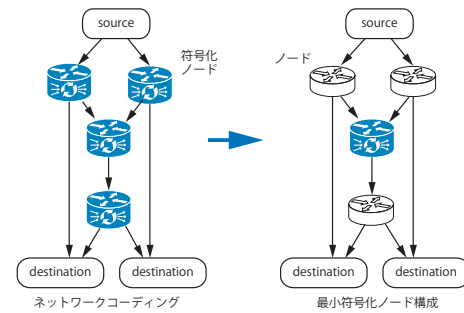 source
符号化
ノード
destination
destination
ネットワークコーディング
source
ノード
destination
destination
最小符号化ノード構成